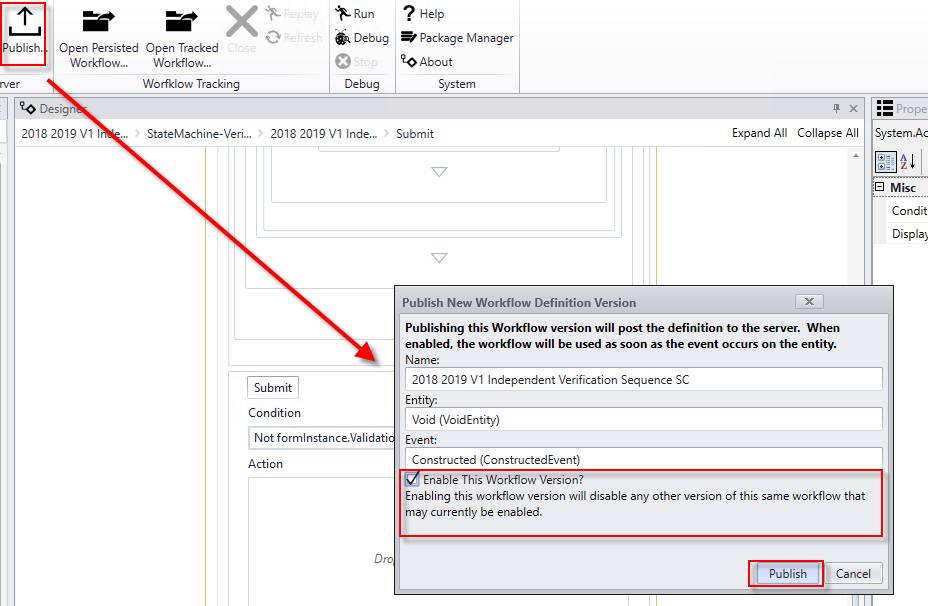 Publish...
Open Persisted Workflow...
Open Tracked Workflow...
Close
Replay
Refresh
Run
Debug
Stop
Help
Package Manager
About
rver
Worfklow Tracking
Debug
System
Designer
Prope
2018 2019 V1 Inde... > StateMachine-Veri... > 2018 2019 V1 Inde... > Submit
Expand All Collapse All
System.Ac
Misc
Condit
Display
Submit
Condition
Not formInstance.Validatio
Action
Dro
Publish New Workflow Definition Version
Publishing this Workflow version will post the definition to the server. When
enabled, the workflow will be used as soon as the event occurs on the entity.
Name:
2018 2019 V1 Independent Verification Sequence SC
Entity:
Void (VoidEntity)
Event:
Constructed (ConstructedEvent)
Enable This Workflow Version?
Enabling this workflow version will disable any other version of this same workflow that
may currently be enabled.
Publish Cancel